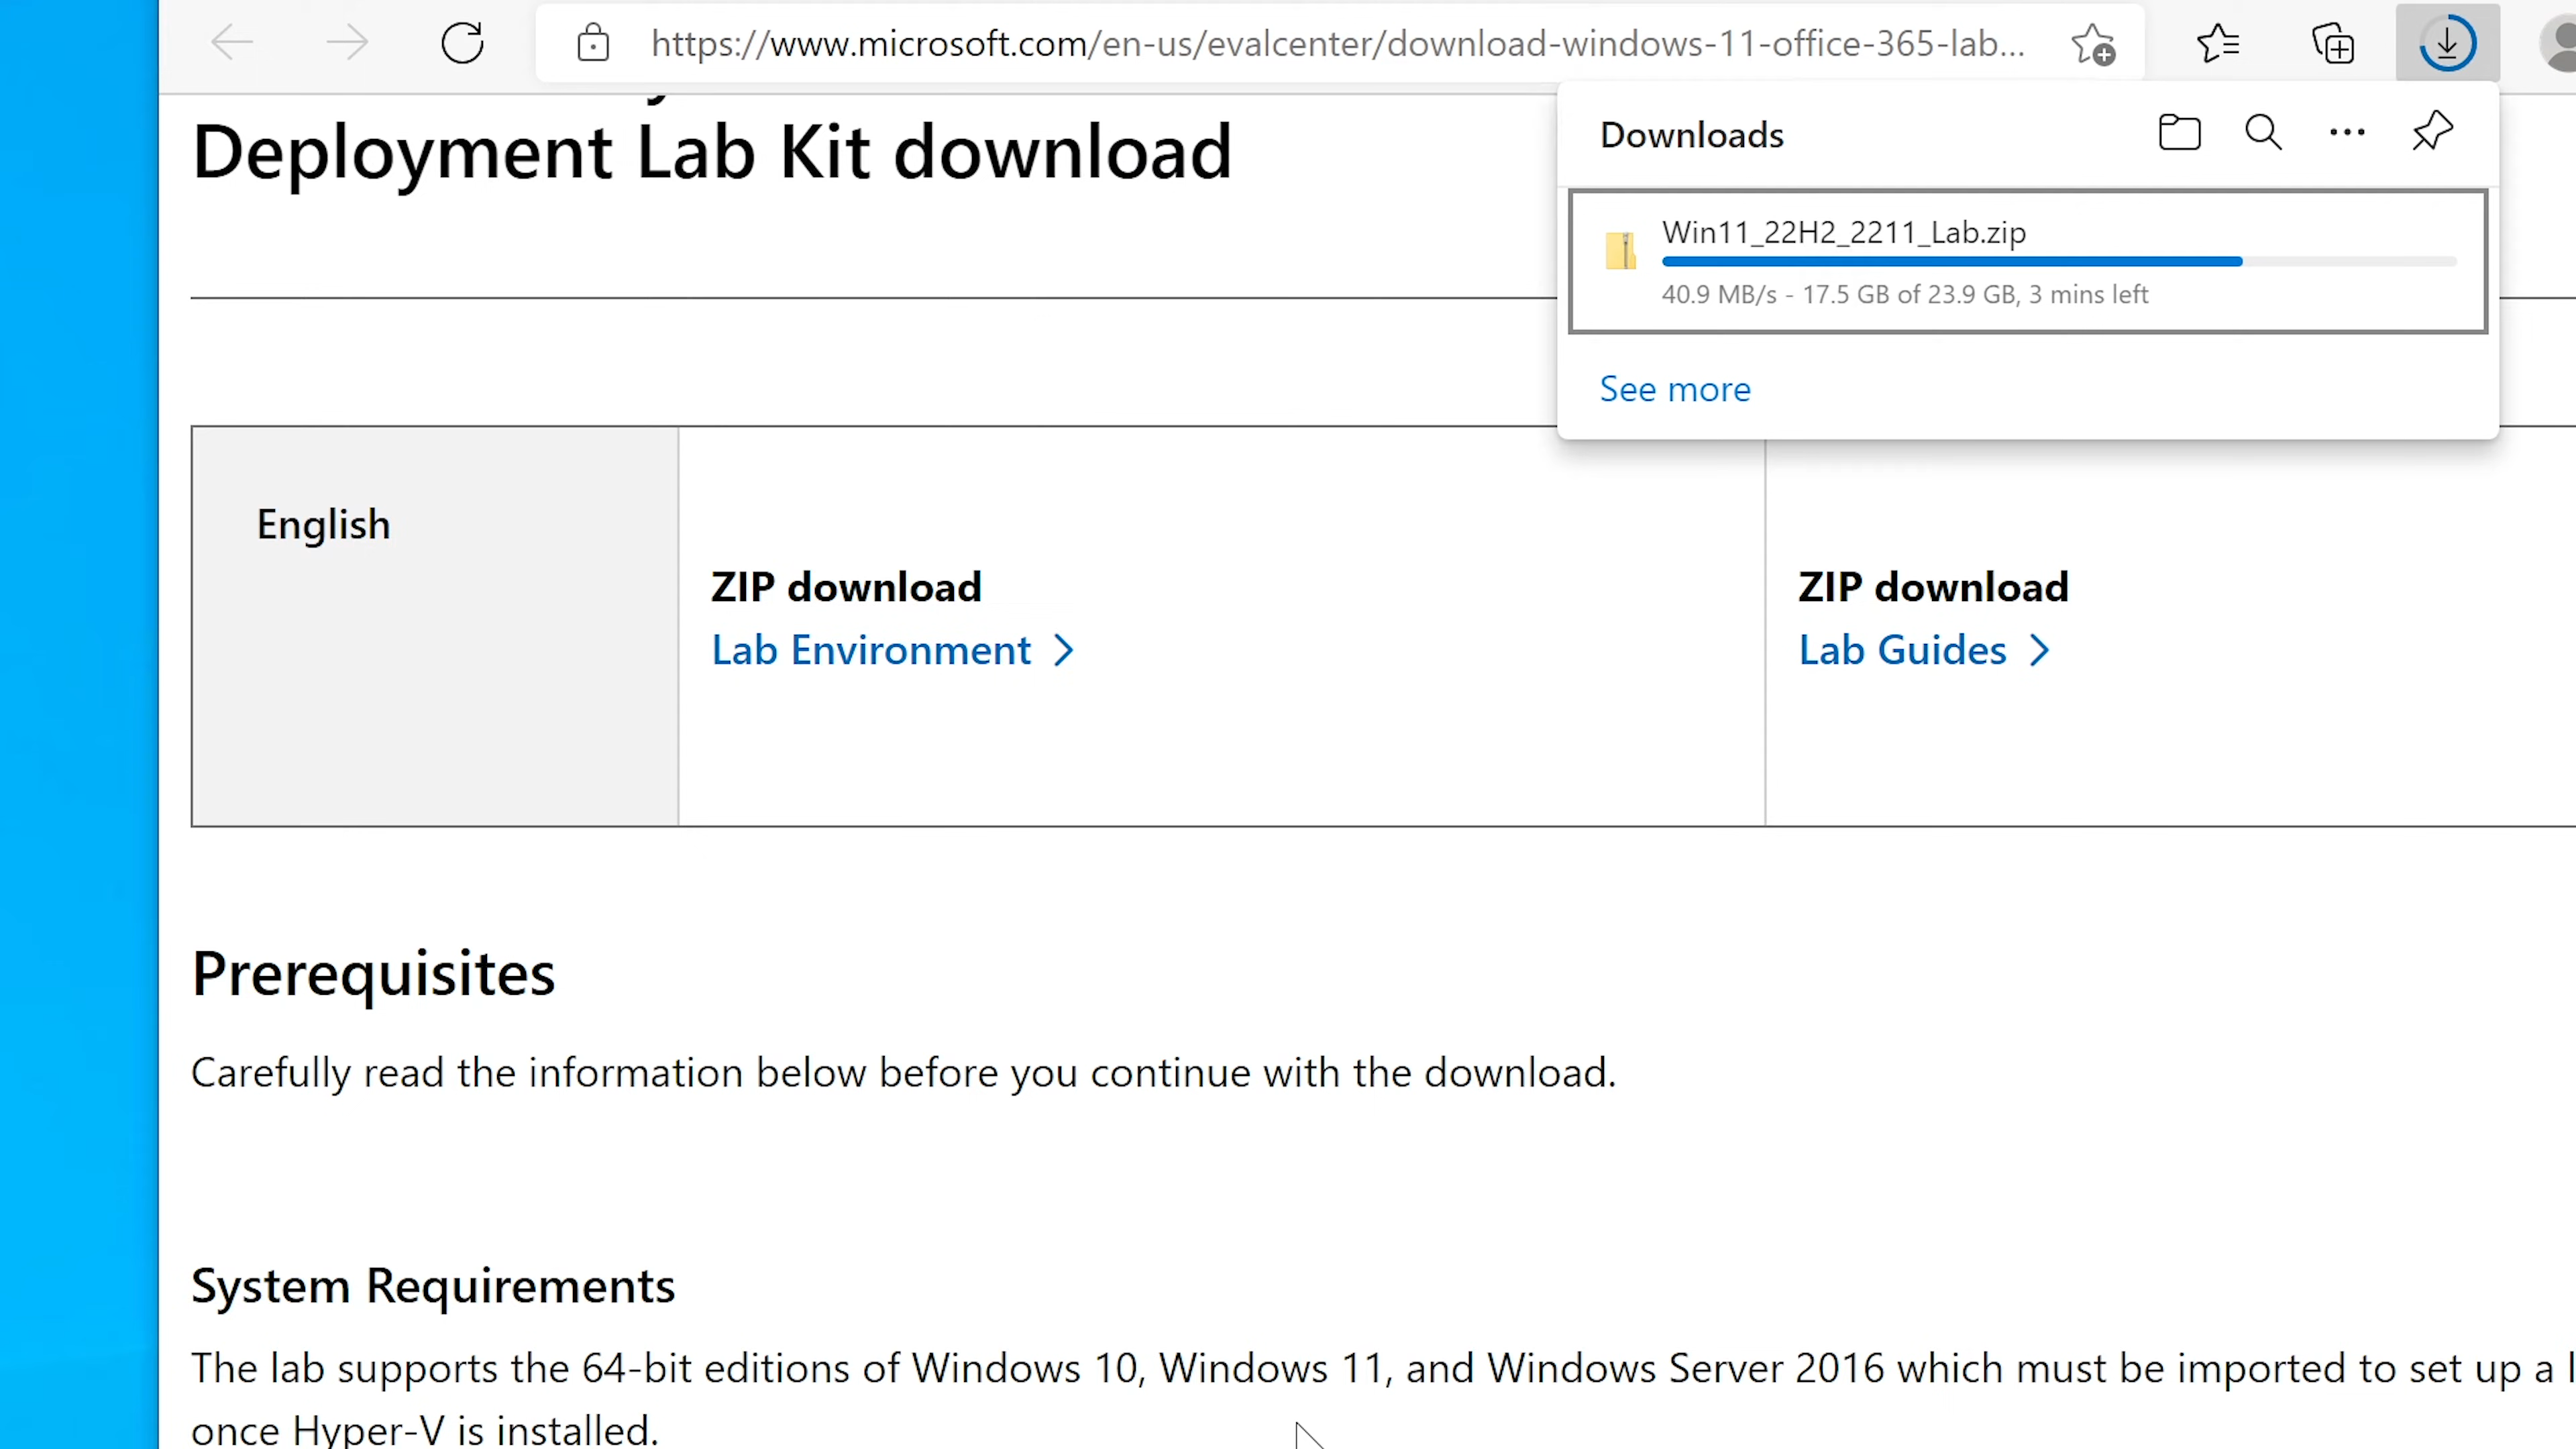 https://www.microsoft.com/en-us/evalcenter/download-windows-11-office-365-lab...
Deployment Lab Kit download
Downloads
Win11_22H2_2211_Lab.zip
40.9 MB/s - 17.5 GB of 23.9 GB, 3 mins left
See more
English
ZIP download
Lab Environment
ZIP download
Lab Guides
Prerequisites
Carefully read the information below before you continue with the download.
System Requirements
The lab supports the 64-bit editions of Windows 10, Windows 11, and Windows Server 2016 which must be imported to set up a
once Hyper-V is installed.